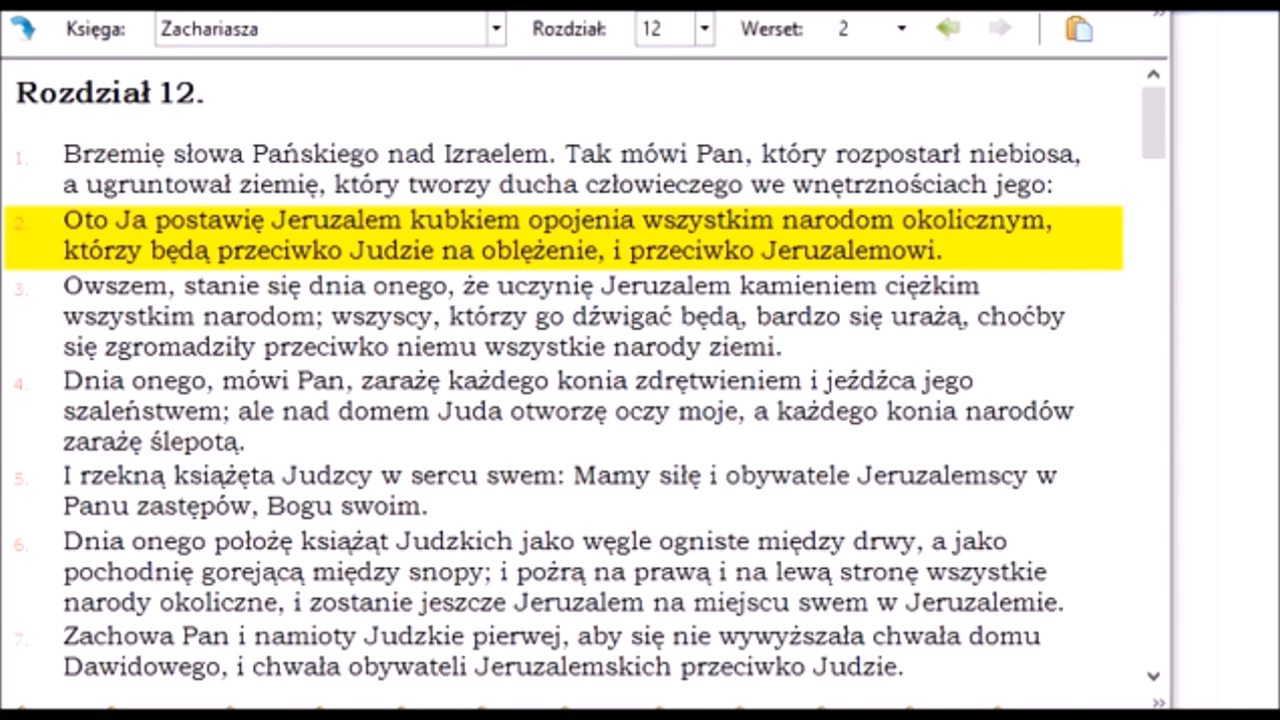 Księga: Zachariasza Rozdział: 12 Werset: 2
Rozdział 12.
1. Brzemię słowa Pańskiego nad Izraelem. Tak mówi Pan, który rozpostarł niebiosa,
a ugruntował ziemię, który tworzy ducha człowieczego we wnętrznościach jego:
2. Oto Ja postawię Jeruzalem kubkiem opojenia wszystkim narodom okolicznym,
którzy będą przeciwko Judzie na oblężenie, i przeciwko Jeruzalemowi.
3. Owszem, stanie się dnia onego, że uczynię Jeruzalem kamieniem ciężkim
wszystkim narodom; wszyscy, którzy go dźwigać będą, bardzo się urażą, choćby
się zgromadziły przeciwko niemu wszystkie narody ziemi.
4. Dnia onego, mówi Pan, zarażę każdego konia zdrętwieniem i jeźdźca jego
szaleństwem; ale nad domem Juda otworzę oczy moje, a każdego konia narodów
zarażę ślepotą.
5. I rzekną książęta Judzcy w sercu swem: Mamy siłę i obywatele Jeruzalemscy w
Panu zastępów, Bogu swoim.
6. Dnia onego położę książąt Judzkich jako węgle ogniste między drwy, a jako
pochodnię gorejącą między snopy; i pożrą na prawą i na lewą stronę wszystkie
narody okoliczne, i zostanie jeszcze Jeruzalem na miejscu swem w Jeruzalemie.
7. Zachowa Pan i namioty Judzkie pierwej, aby się nie wywyższała chwała domu
Dawidowego, i chwała obywateli Jeruzalemskich przeciwko Judzie.